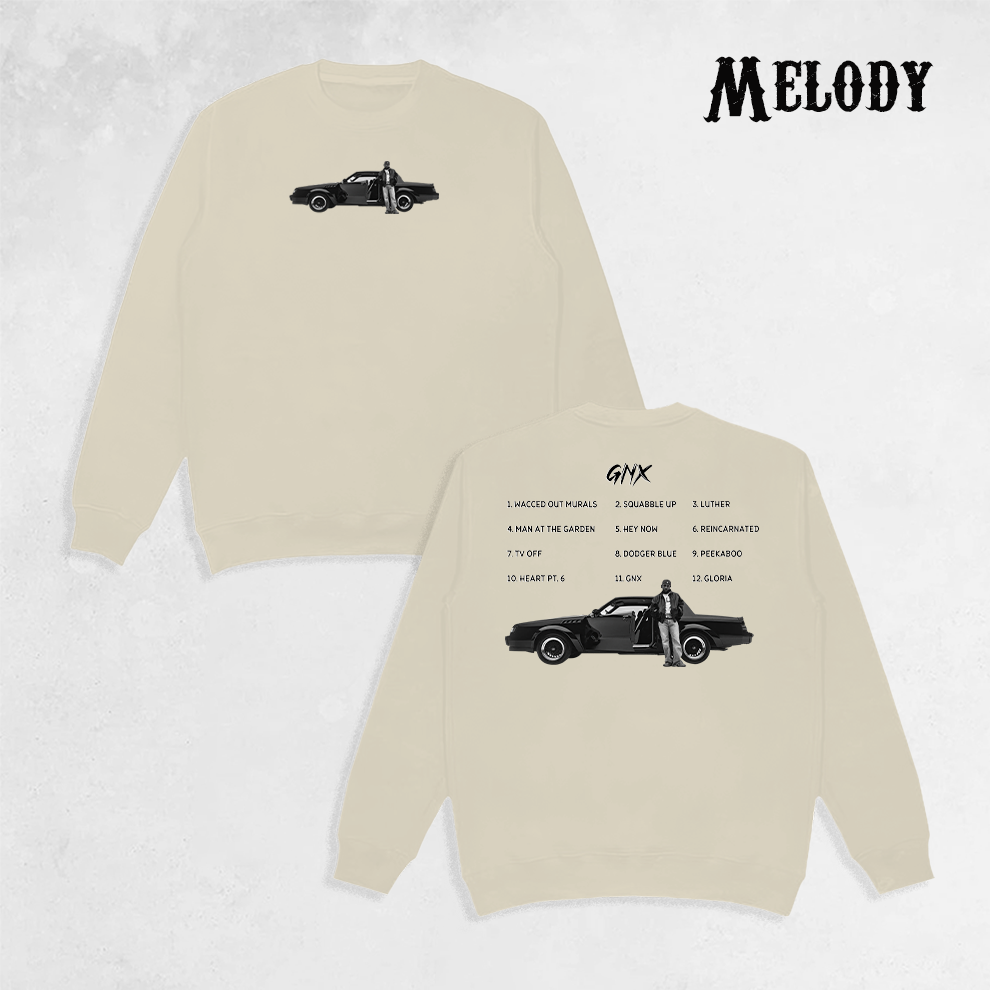 MELODY
GNX
1. WACCED OUT MURALS 2. SQUABBLE UP 3. LUTHER
4. MAN AT THE GARDEN 5. HEY NOW 6. REINCARNATED
7. TV OFF 8. DODGER BLUE 9. PEEKABOO
10. HEART PT. 6 11. GNX 12. GLORIA